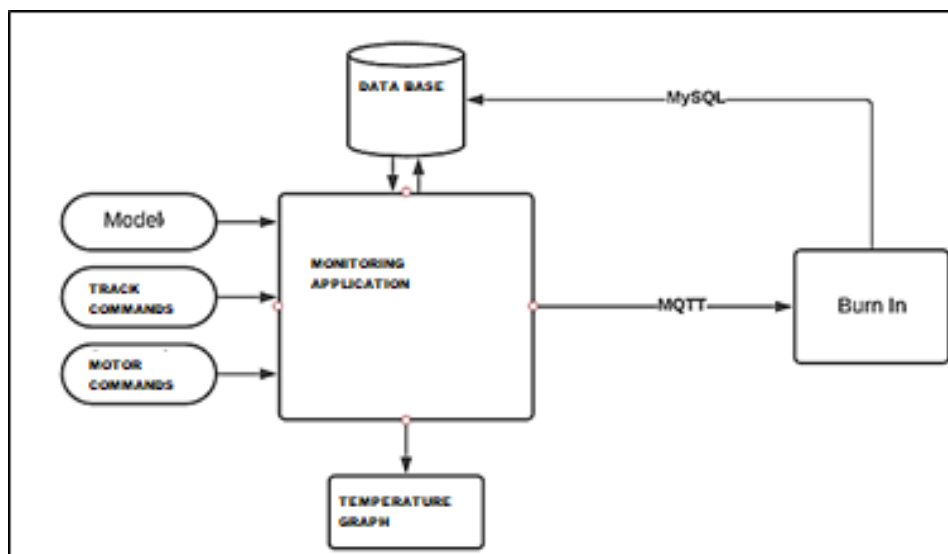 DATA BASE
MySQL
Model
TRACK
COMMANDS
MONITORING
APPLICATION
MQTT
Burn In
MOTOR
COMMANDS
TEMPERATURE
GRAPH